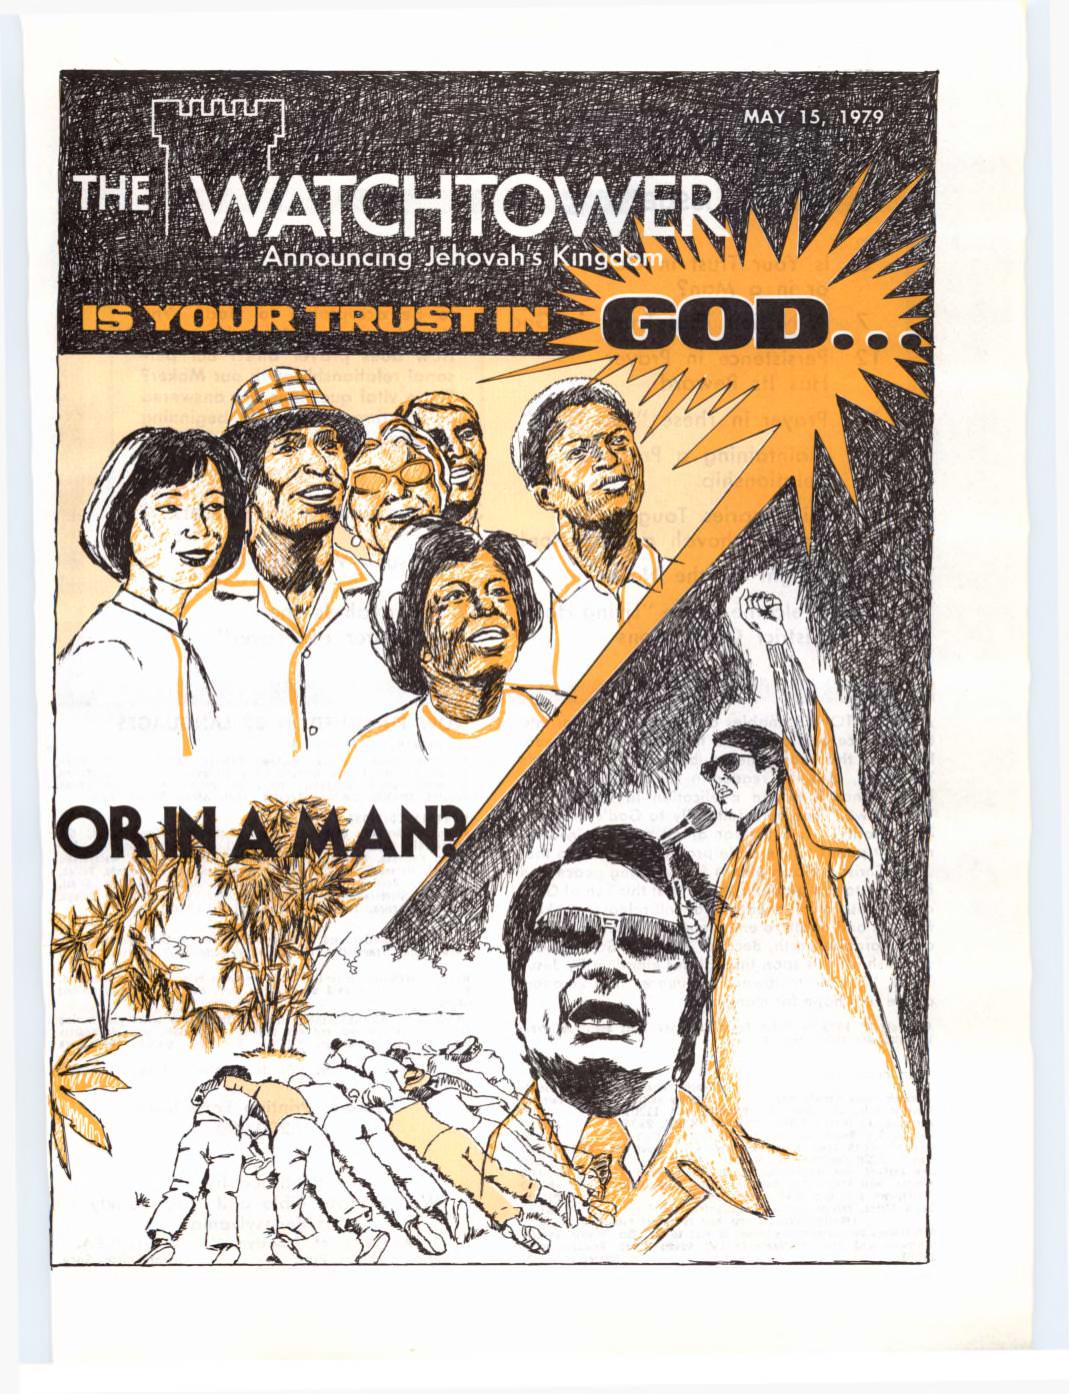 MAY 15, 1979
THE WATCHTOWER
Announcing Jehovah's Kingdom
IS YOUR TRUST IN GOD...
OR IN A MAN?